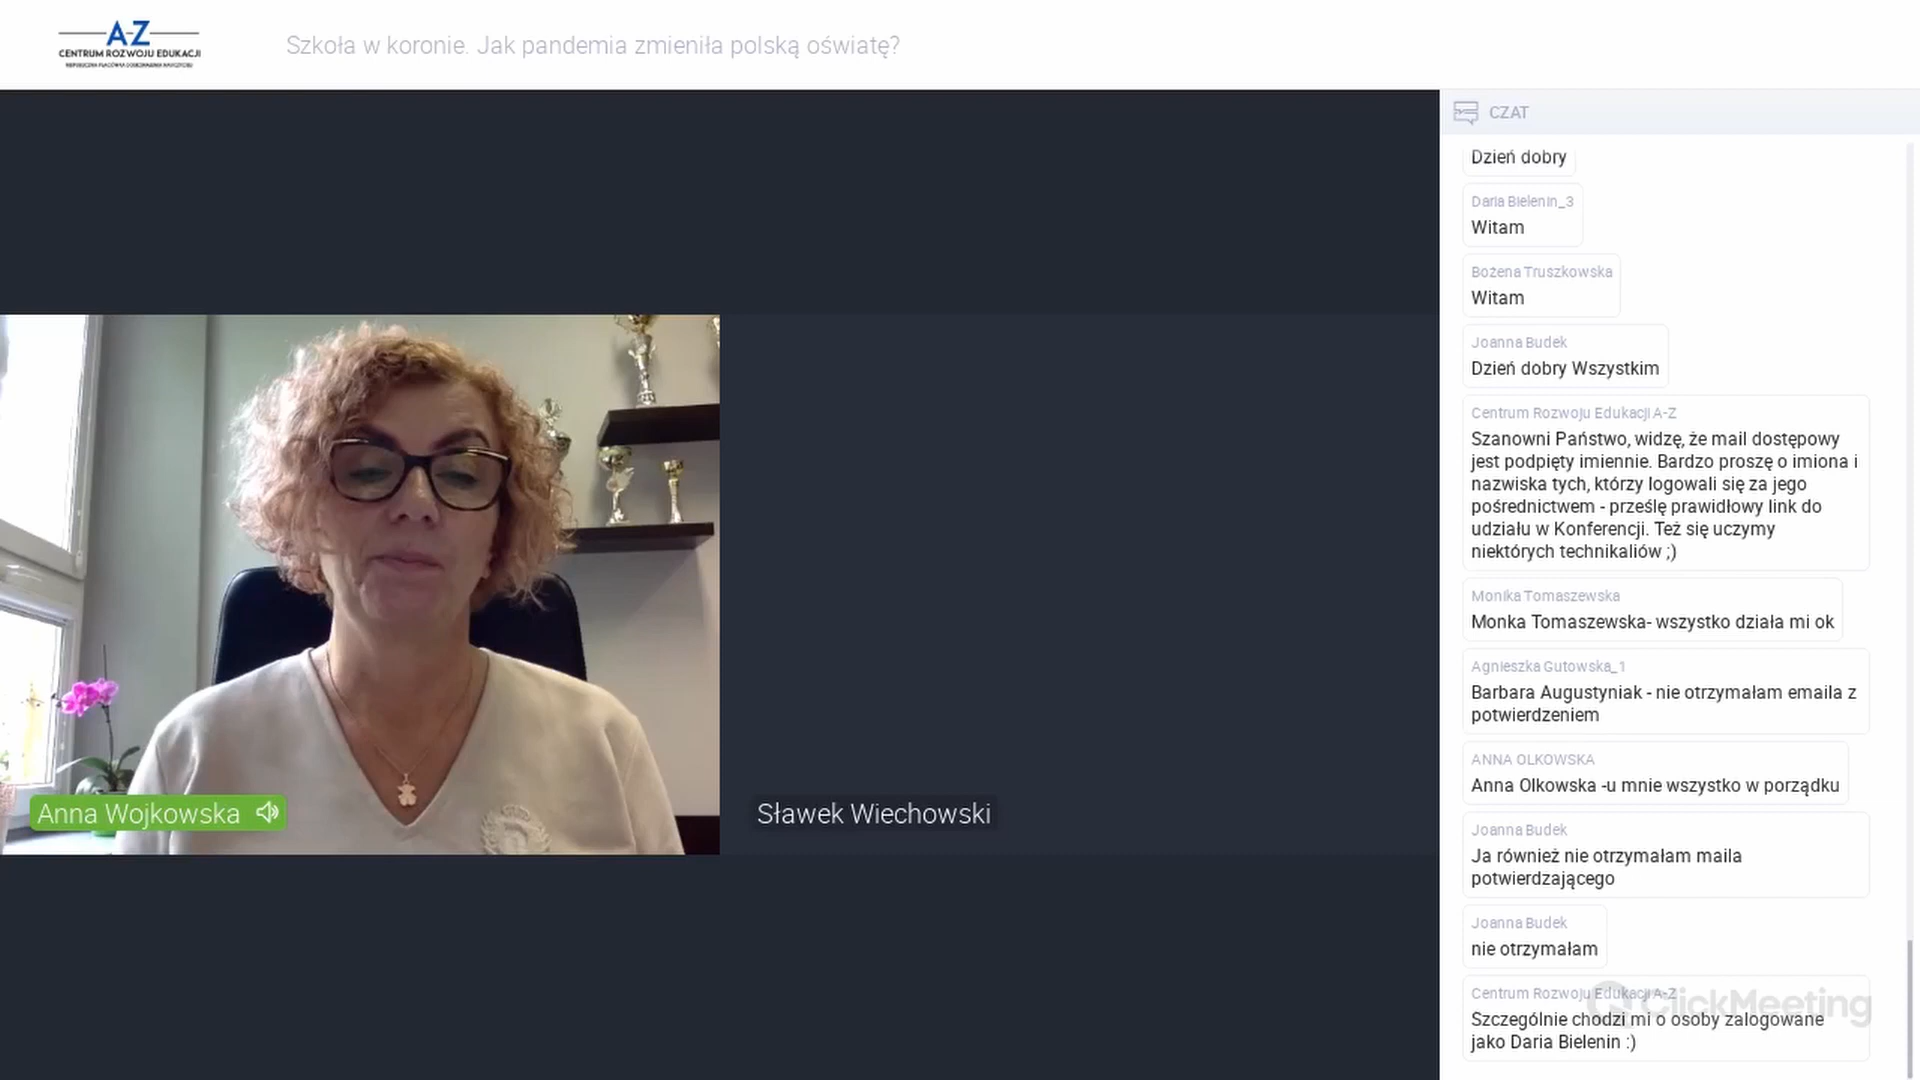 A-Z
CENTRUM ROZWOJU EDUKACJI
NIEPUBLICZNA PLACÓWKA DOSKONALENIA NAUCZYCIELI
Szkoła w koronie. Jak pandemia zmieniła polską oświatę?
Anna Wojkowska
Sławek Wiechowski
CZAT
Dzień dobry
Daria Bielenin_3
Witam
Bożena Truszkowska
Witam
Joanna Budek
Dzień dobry Wszystkim
Centrum Rozwoju Edukacji A-Z
Szanowni Państwo, widzę, że mail dostępowy
jest podpięty imiennie. Bardzo proszę o imiona i
nazwiska tych, którzy logowali się za jego
pośrednictwem - prześlę prawidłowy link do
udziału w Konferencji. Też się uczymy
niektórych technikaliów ;)
Monika Tomaszewska
Monka Tomaszewska- wszystko działa mi ok
Agnieszka Gutowska_1
Barbara Augustyniak - nie otrzymałam emaila z
potwierdzeniem
ANNA OLKOWSKA
Anna Olkowska -u mnie wszystko w porządku
Joanna Budek
Ja również nie otrzymałam maila
potwierdzającego
Joanna Budek
nie otrzymałam
Centrum Rozwoju Edukacji A-Z
ClickMeeting
Szczególnie chodzi mi o osoby zalogowane
jako Daria Bielenin :)